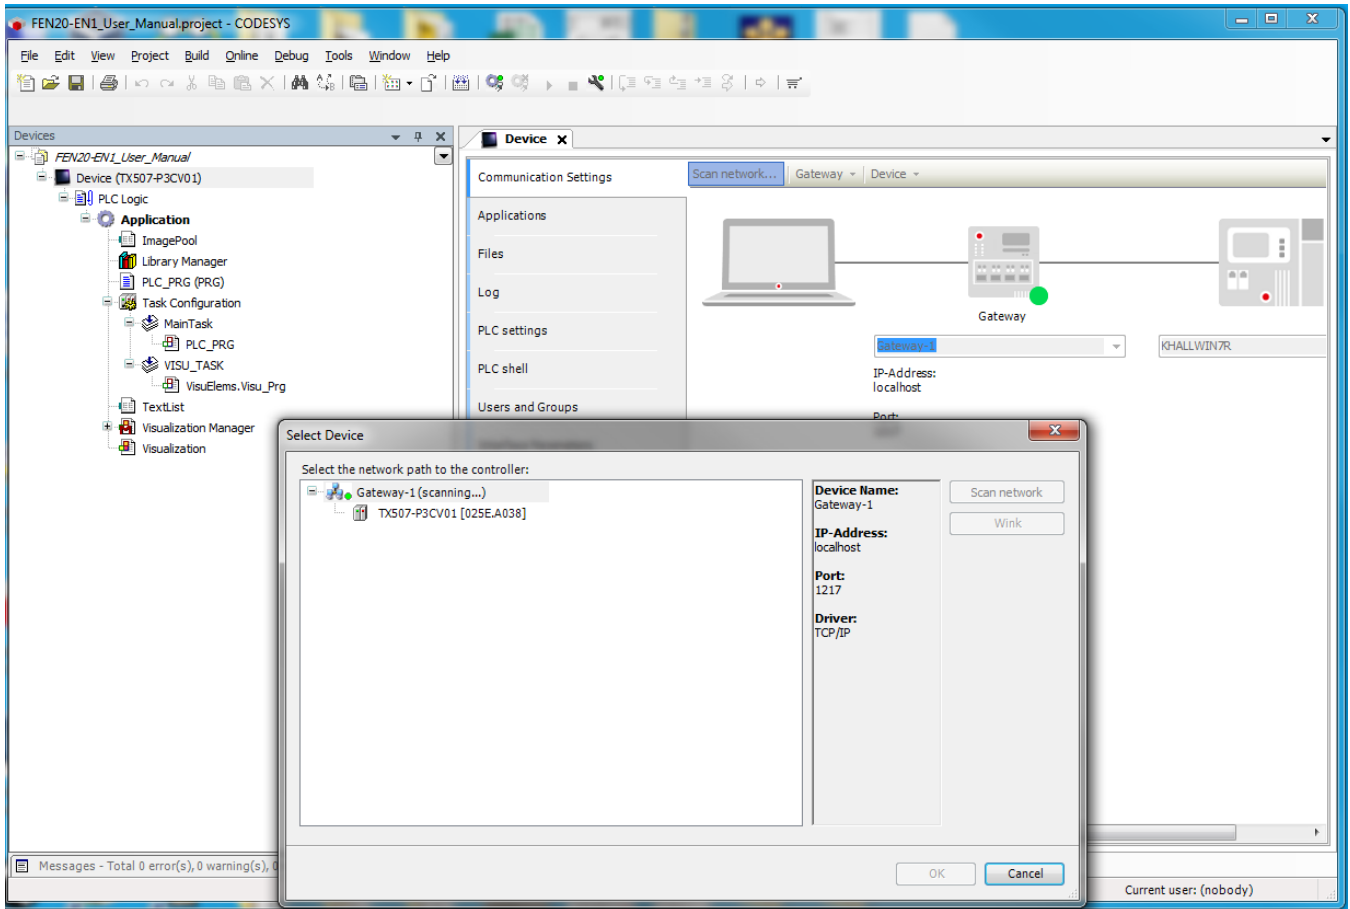 FEN20-EN1_User_Manual.project - CODESYS
File Edit View Project Build Online Debug Tools Window Help
Devices
FEN20-EN1_User_Manual
Device (TX507-P3CV01)
PLC Logic
Application
ImagePool
Library Manager
PLC_PRG (PRG)
Task Configuration
MainTask
PLC_PRG
VISU_TASK
VisuElems.Visu_Prg
TextList
Visualization Manager
Visualization
Device
Communication Settings
Applications
Files
Log
PLC settings
PLC shell
Users and Groups
Scan network... Gateway Device
Gateway
Gateway-1
KHALLWIN7R
IP-Address:
localhost
Port:
Select Device
Select the network path to the controller:
Gateway-1 (scanning...)
TX507-P3CV01 [025E.A038]
Device Name:
Gateway-1
IP-Address:
localhost
Port:
1217
Driver:
TCP/IP
Scan network
Wink
OK Cancel
Messages - Total 0 error(s), 0 warning(s), 0
Current user: (nobody)